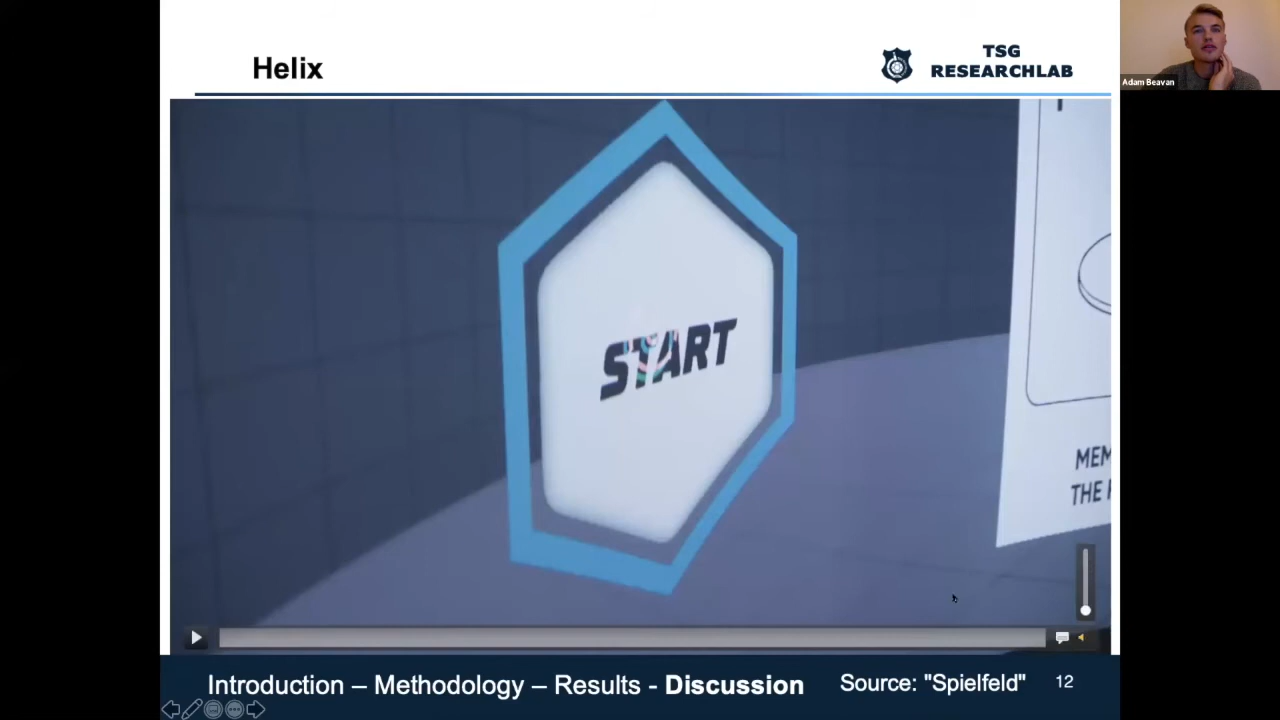 Helix
TSG
RESEARCHLAB
Adam Beavan
START
MEM
THE
Introduction – Methodology – Results - Discussion
Source: "Spielfeld"
12